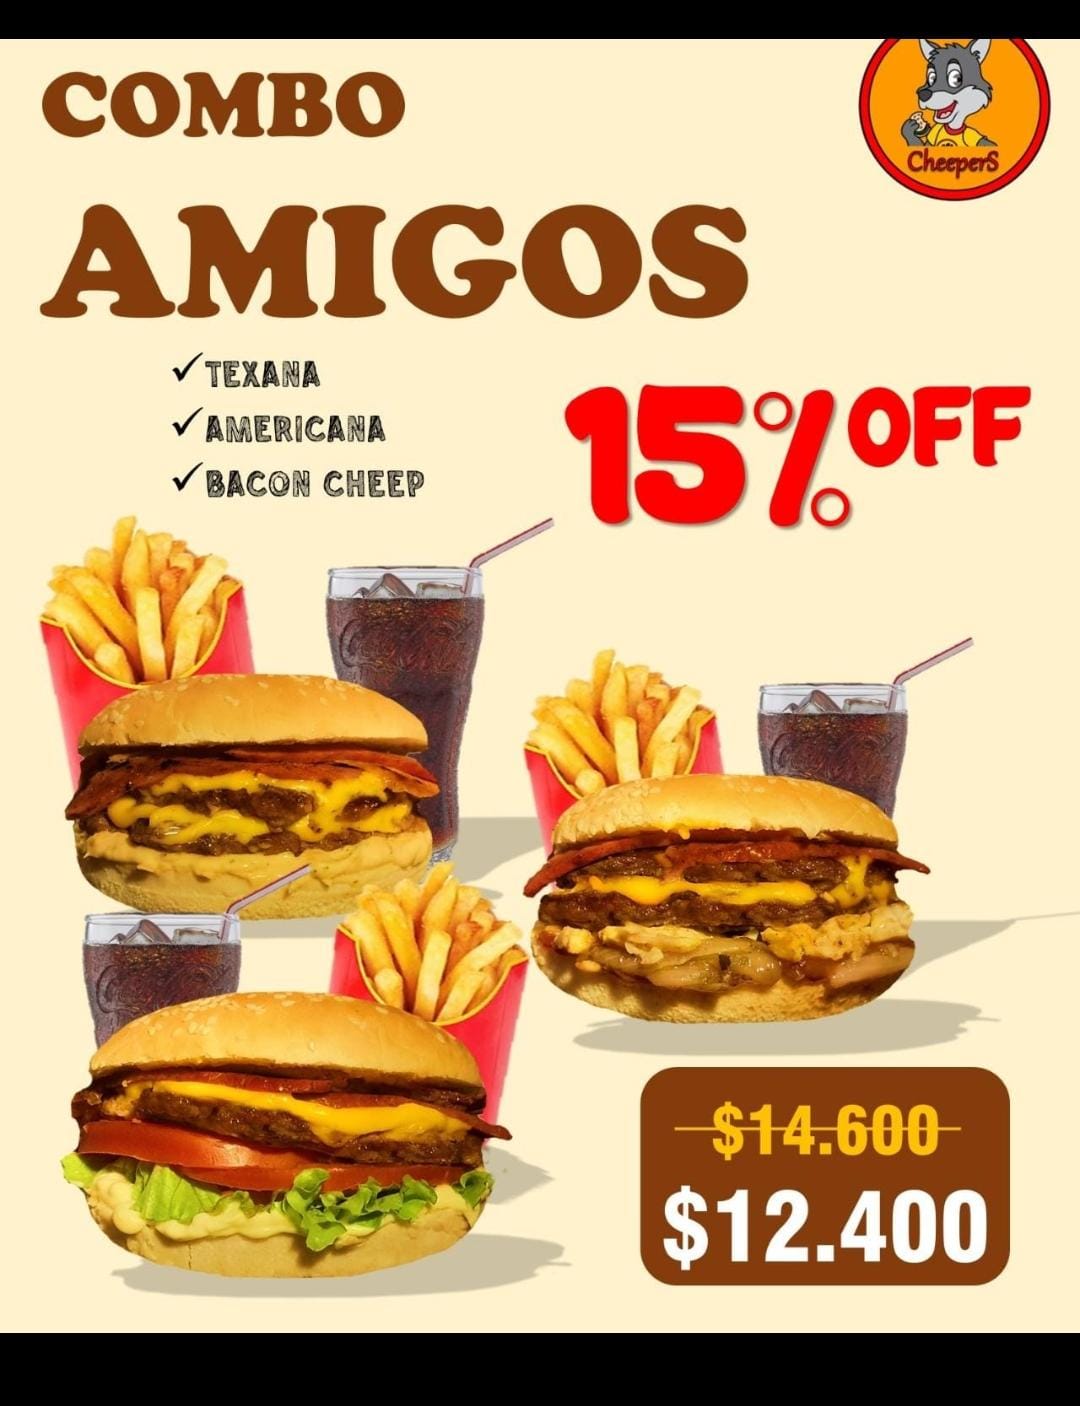 COMBO
AMIGOS
CheeperS
✓TEXANA
✓AMERICANA
✓BACON CHEEP
15% OFF
$14.600
$12.400